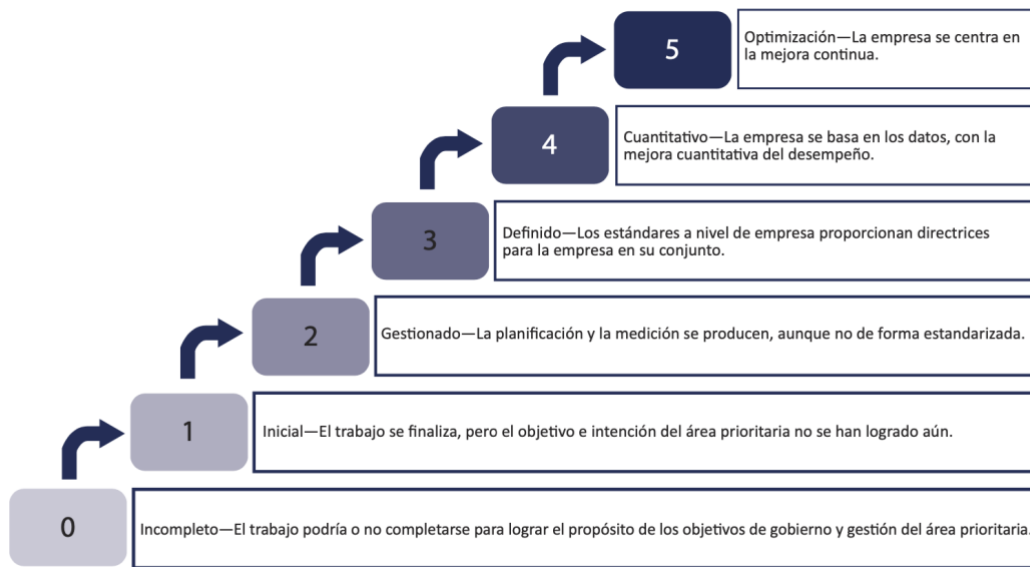 5
Optimización—La empresa se centra en
la mejora continua.
4
Cuantitativo—La empresa se basa en los datos, con la
mejora cuantitativa del desempeño.
3
Definido—Los estándares a nivel de empresa proporcionan directrices
para la empresa en su conjunto.
2
Gestionado—La planificación y la medición se producen, aunque no de forma estandarizada.
1
Inicial—El trabajo se finaliza, pero el objetivo e intención del área prioritaria no se han logrado aún.
0
Incompleto—El trabajo podría o no completarse para lograr el propósito de los objetivos de gobierno y gestión del área prioritaria.